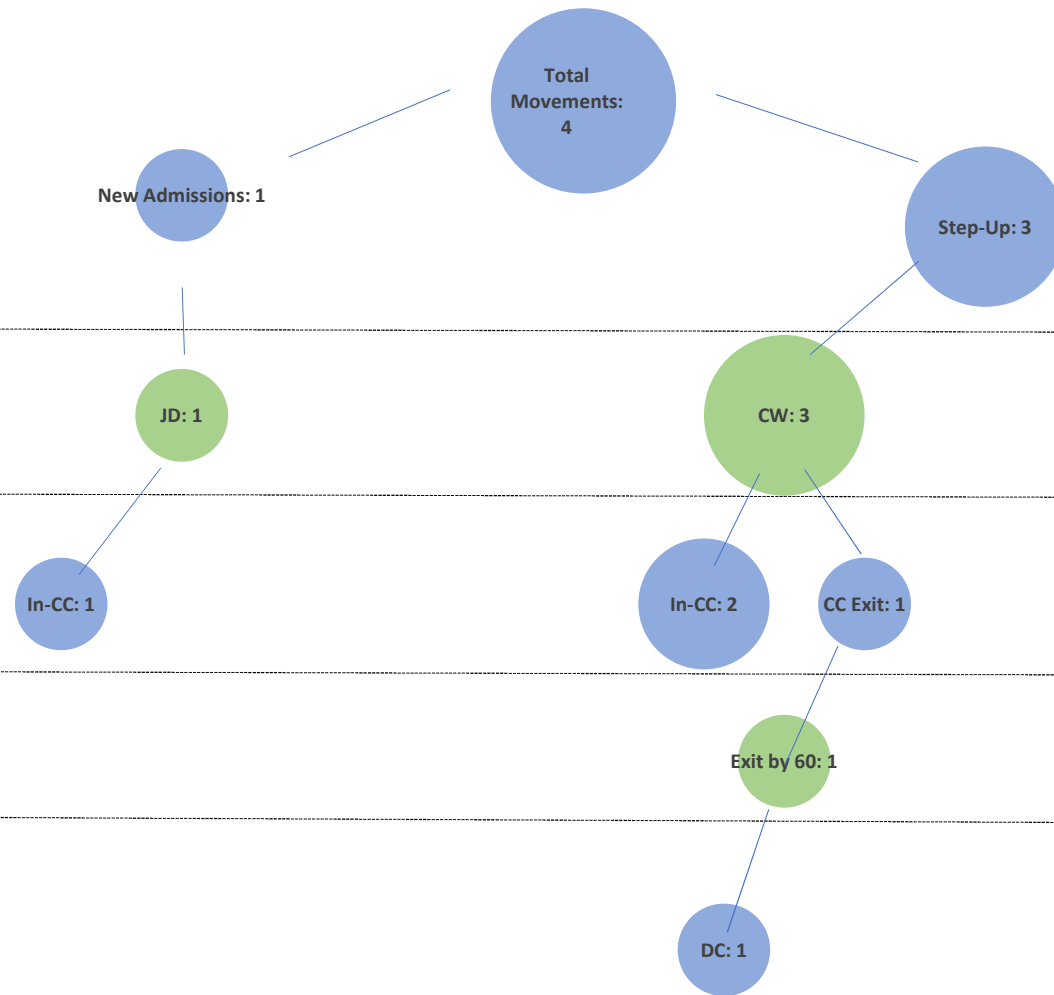 Total
Movements:
4
New Admissions: 1
Step-Up: 3
JD: 1
CW: 3
In-CC: 1
In-CC: 2
CC Exit: 1
Exit by 60: 1
DC: 1